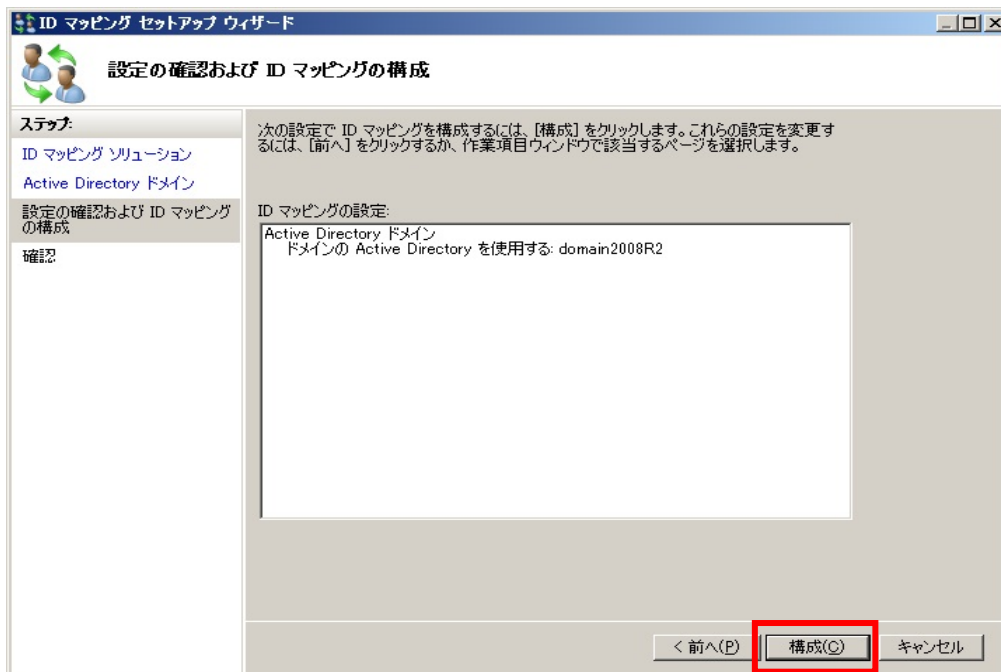 ID マッピング セットアップ ウィザード
設定の確認および ID マッピングの構成
ステップ:
ID マッピング ソリューション
Active Directory ドメイン
設定の確認および ID マッピング
の構成
確認
次の設定で ID マッピングを構成するには、[構成] をクリックします。これらの設定を変更す
るには、[前へ] をクリックするか、作業項目ウィンドウで該当するページを選択します。
ID マッピングの設定:
Active Directory ドメイン
ドメインの Active Directory を使用する: domain2008R2
< 前へ(P)
構成(C)
キャンセル